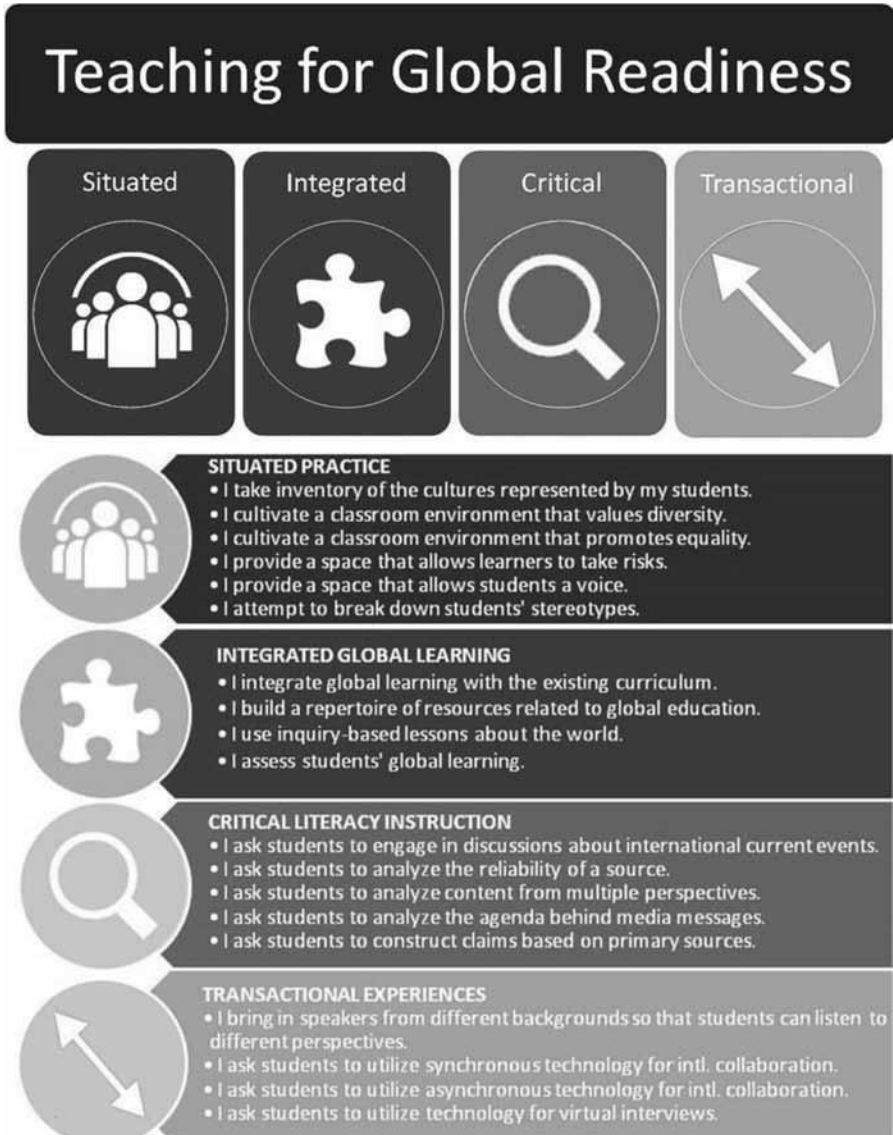 Teaching for Global Readiness
Situated
Integrated
Critical
Transactional
SITUATED PRACTICE
• I take inventory of the cultures represented by my students.
• I cultivate a classroom environment that values diversity.
• I cultivate a classroom environment that promotes equality.
• I provide a space that allows learners to take risks.
• I provide a space that allows students a voice.
• I attempt to break down students' stereotypes.
INTEGRATED GLOBAL LEARNING
• I integrate global learning with the existing curriculum.
• I build a repertoire of resources related to global education.
• I use inquiry-based lessons about the world.
• I assess students' global learning.
CRITICAL LITERACY INSTRUCTION
• I ask students to engage in discussions about international current events.
• I ask students to analyze the reliability of a source.
• I ask students to analyze content from multiple perspectives.
• I ask students to analyze the agenda behind media messages.
• I ask students to construct claims based on primary sources.
TRANSACTIONAL EXPERIENCES
• I bring in speakers from different backgrounds so that students can listen to
different perspectives.
• I ask students to utilize synchronous technology for intl. collaboration.
• I ask students to utilize asynchronous technology for intl. collaboration.
• I ask students to utilize technology for virtual interviews.